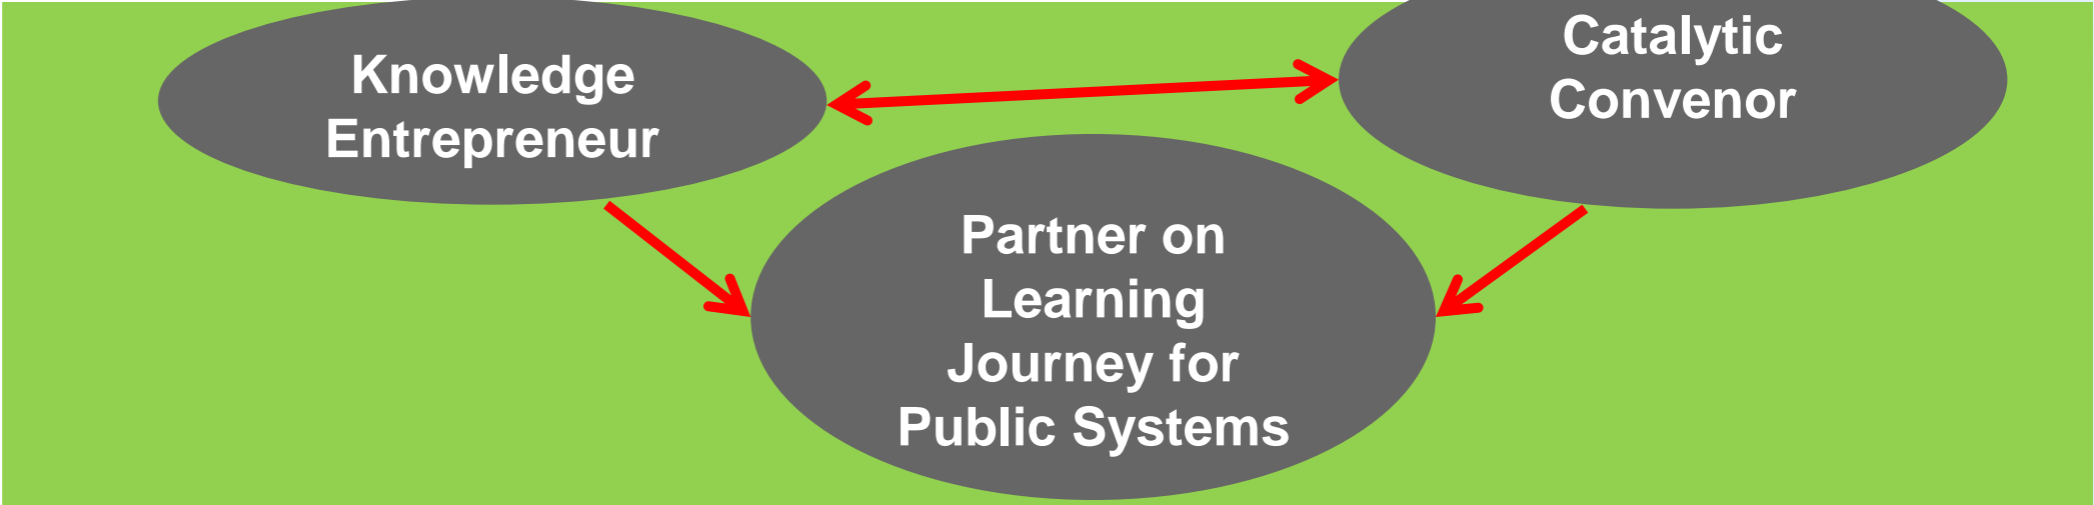 Knowledge
Entrepreneur
Catalytic
Convenor
Partner on
Learning
Journey for
Public Systems